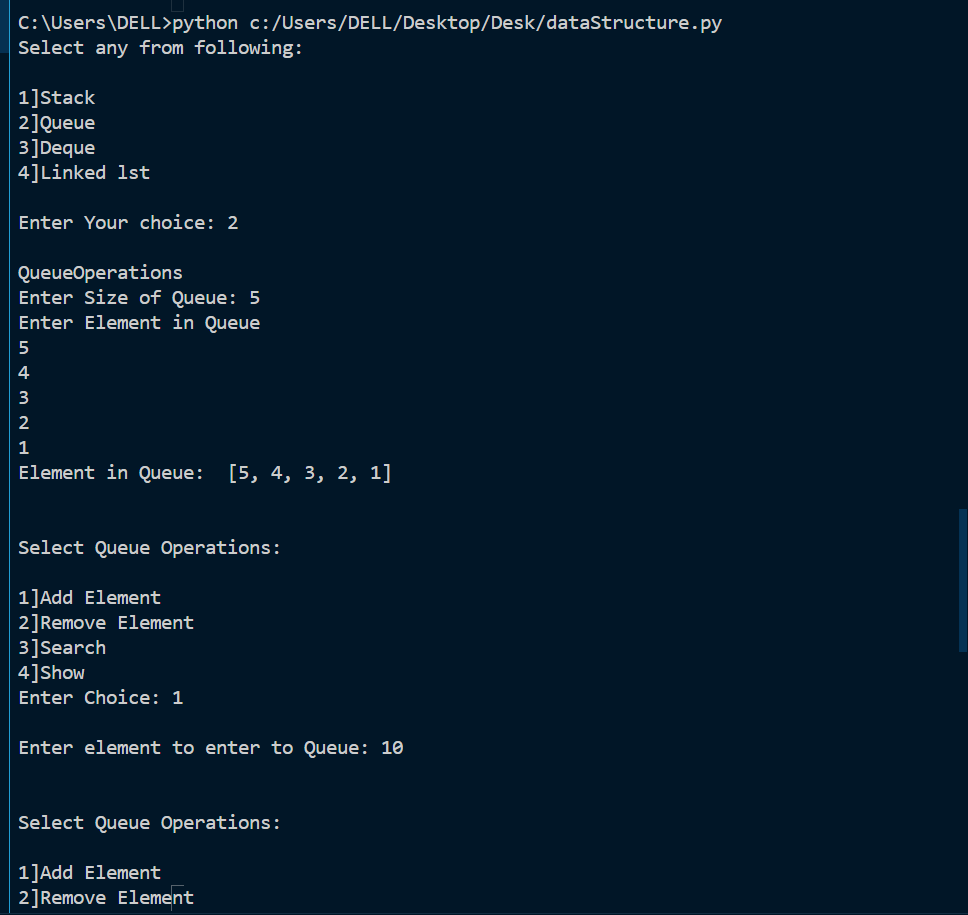 C:\Users\DELL>python c:/Users/DELL/Desktop/Desk/dataStructure.py
Select any from following:
1]Stack
2]Queue
3]Deque
4]Linked lst
Enter Your choice: 2
QueueOperations
Enter Size of Queue: 5
Enter Element in Queue
5
4
3
2
1
Element in Queue:  [5, 4, 3, 2, 1]
Select Queue Operations:
1]Add Element
2]Remove Element
3]Search
4]Show
Enter Choice: 1
Enter element to enter to Queue: 10
Select Queue Operations:
1]Add Element
2]Remove Element